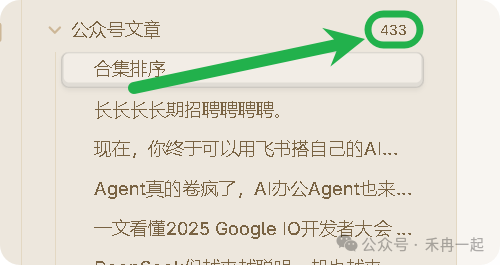 公众号文章 433
合集排序
长长长长期招聘聘聘聘。
现在，你终于可以用飞书搭自己的AI...
Agent真的卷疯了，AI办公Agent也来...
一文看懂2025 Google IO开发者大会 ...
公众号 · 禾冉一起